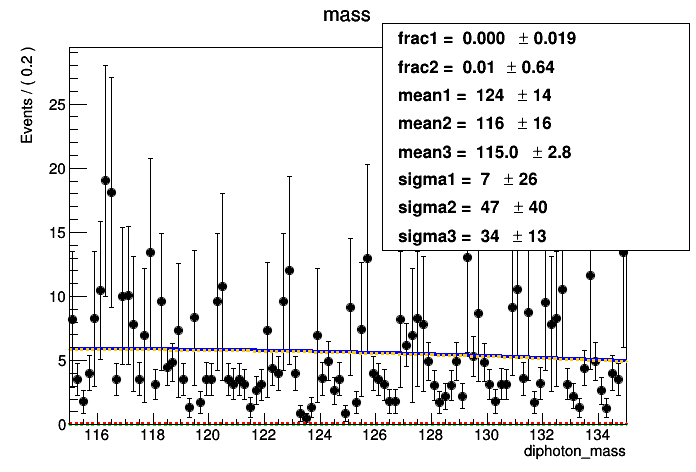 mass
frac1 = 0.000 ± 0.019
frac2 = 0.01 ± 0.64
mean1 = 124 ± 14
mean2 = 116 ± 16
mean3 = 115.0 ± 2.8
sigma1 = 7 ± 26
sigma2 = 47 ± 40
sigma3 = 34 ± 13
Events / ( 0.2 )
25
20
15
10
5
0
116 118 120 122 124 126 128 130 132 134
diphoton_mass